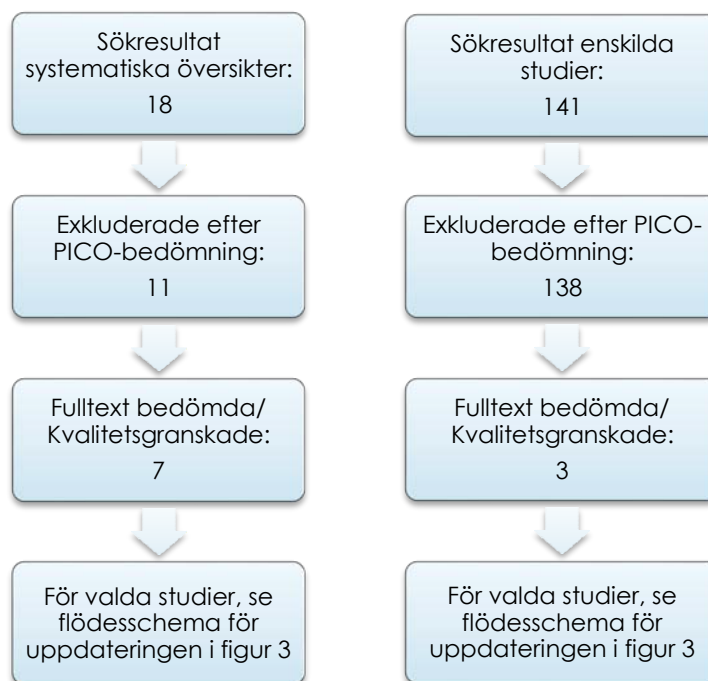 Sökresultat
systematiska översikter:
18
Exkluderade efter
PICO-bedömning:
11
Fulltext bedömda/
Kvalitetsgranskade:
7
För valda studier, se
flödesschema för
uppdateringen i figur 3
Sökresultat enskilda
studier:
141
Exkluderade efter PICO-
bedömning:
138
Fulltext bedömda/
Kvalitetsgranskade:
3
För valda studier, se
flödesschema för
uppdateringen i figur 3